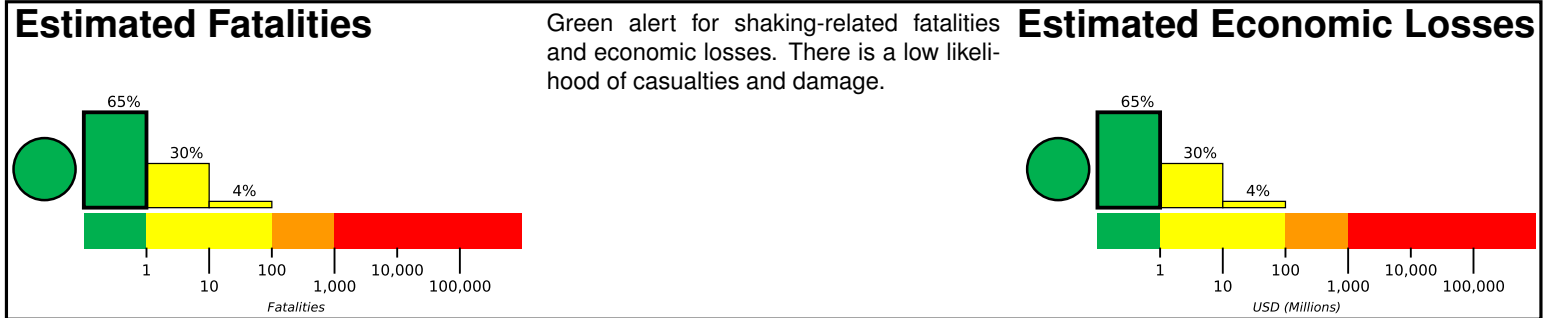 Estimated Fatalities
65%
30%
4%
1
10
100
1,000
10,000
100,000
Fatalities
Green alert for shaking-related fatalities
and economic losses. There is a low likeli-
hood of casualties and damage.
Estimated Economic Losses
65%
30%
4%
1
10
100
1,000
10,000
100,000
USD (Millions)